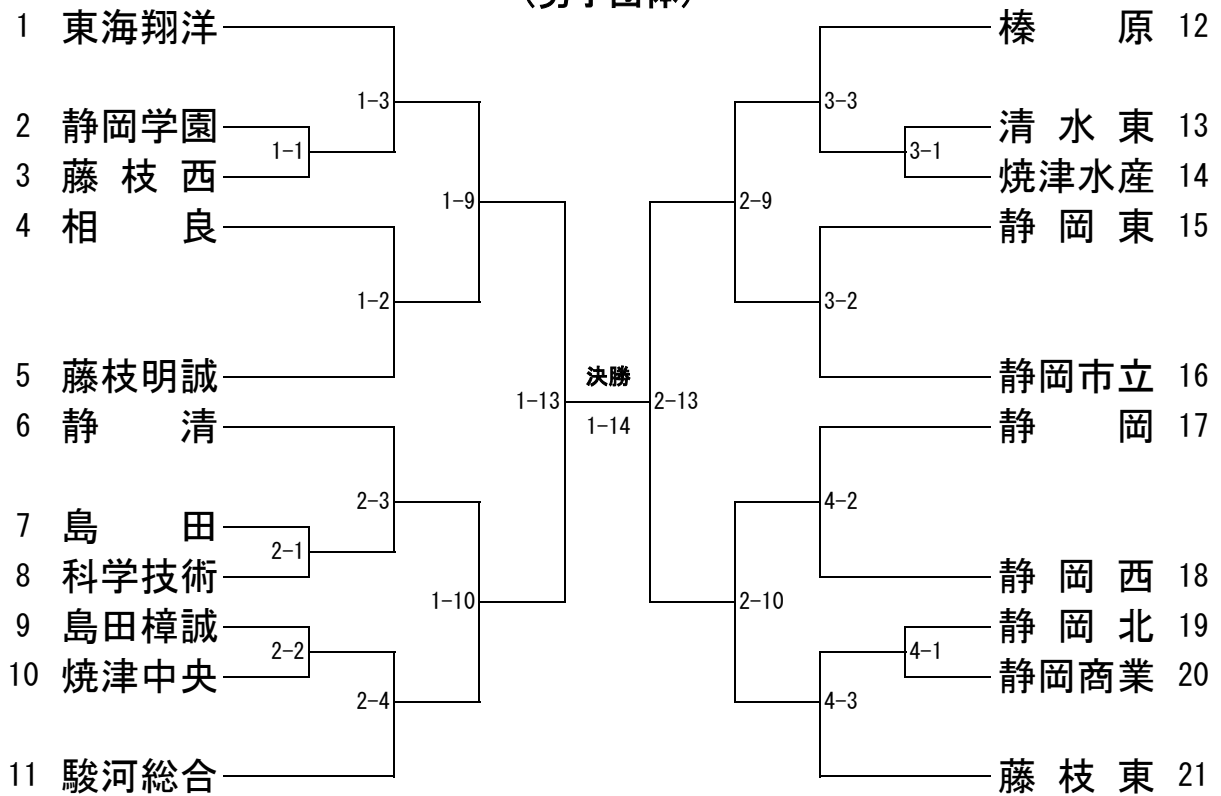 (男子団体)
1 東海翔洋
2 静岡学園
3 藤枝西
4 相良
5 藤枝明誠
6 静清
7 島田
8 科学技術
9 島田樟誠
10 焼津中央
11 駿河総合
1-3
1-1
1-9
1-2
1-13
2-3
2-1
1-10
2-2
2-4
決勝
1-14
榛原 12
清水東 13
焼津水産 14
静岡東 15
静岡市立 16
静岡 17
静岡西 18
静岡北 19
静岡商業 20
藤枝東 21
3-3
3-1
2-9
3-2
2-13
4-2
2-10
4-1
4-3